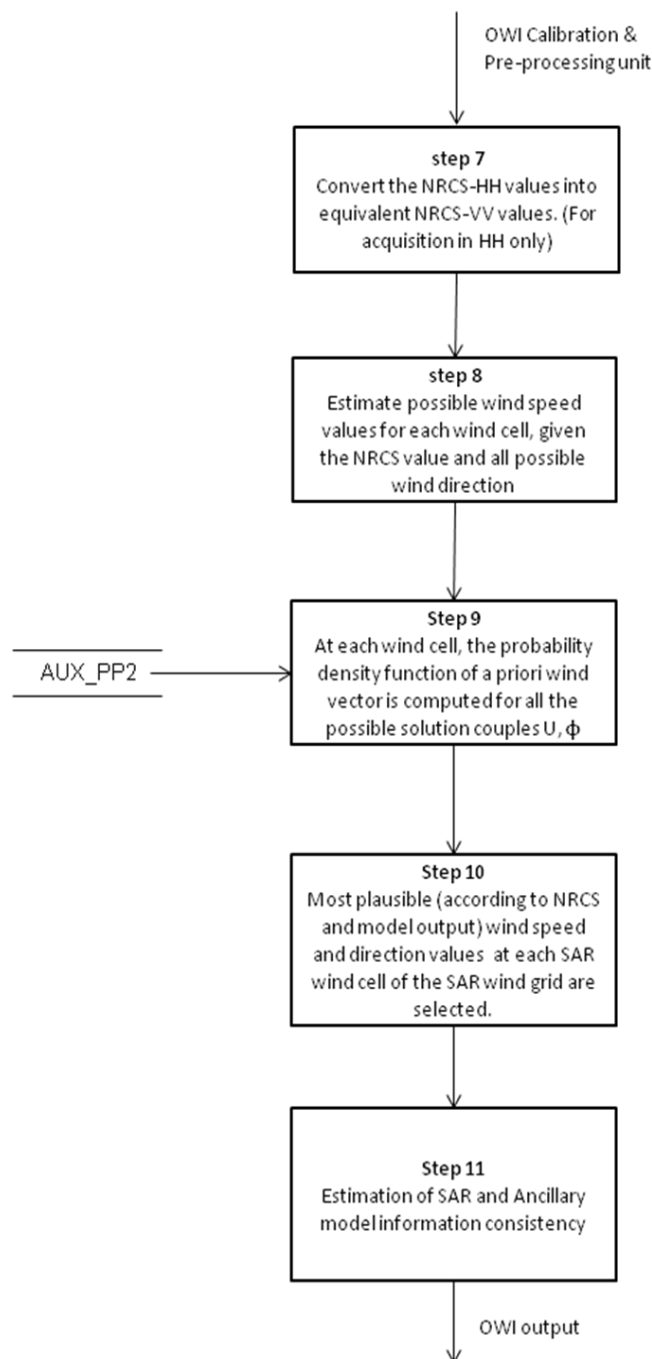 OWI Calibration &
Pre-processing unit
step 7
Convert the NRCS-HH values into
equivalent NRCS-VV values. (For
acquisition in HH only)
step 8
Estimate possible wind speed
values for each wind cell, given
the NRCS value and all possible
wind direction
Step 9
At each wind cell, the probability
density function of a priori wind
vector is computed for all the
possible solution couples U, ϕ
AUX_PP2
Step 10
Most plausible (according to NRCS
and model output) wind speed
and direction values at each SAR
wind cell of the SAR wind grid are
selected.
Step 11
Estimation of SAR and Ancillary
model information consistency
OWI output